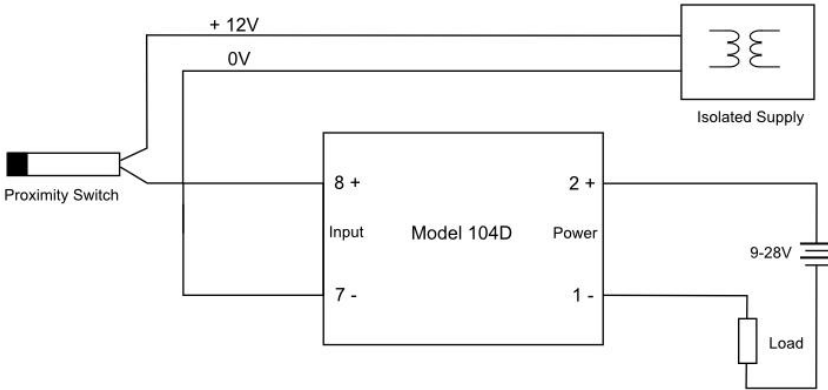 + 12V
0V
Isolated Supply
Proximity Switch
8 +
2 +
Input
Model 104D
Power
9-28V
7 -
1 -
Load